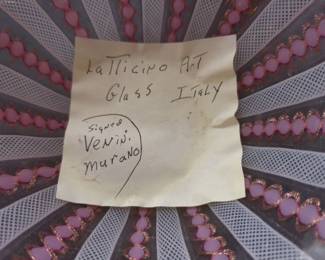 Latticino Art
Glass Italy
signed
Venini
murano